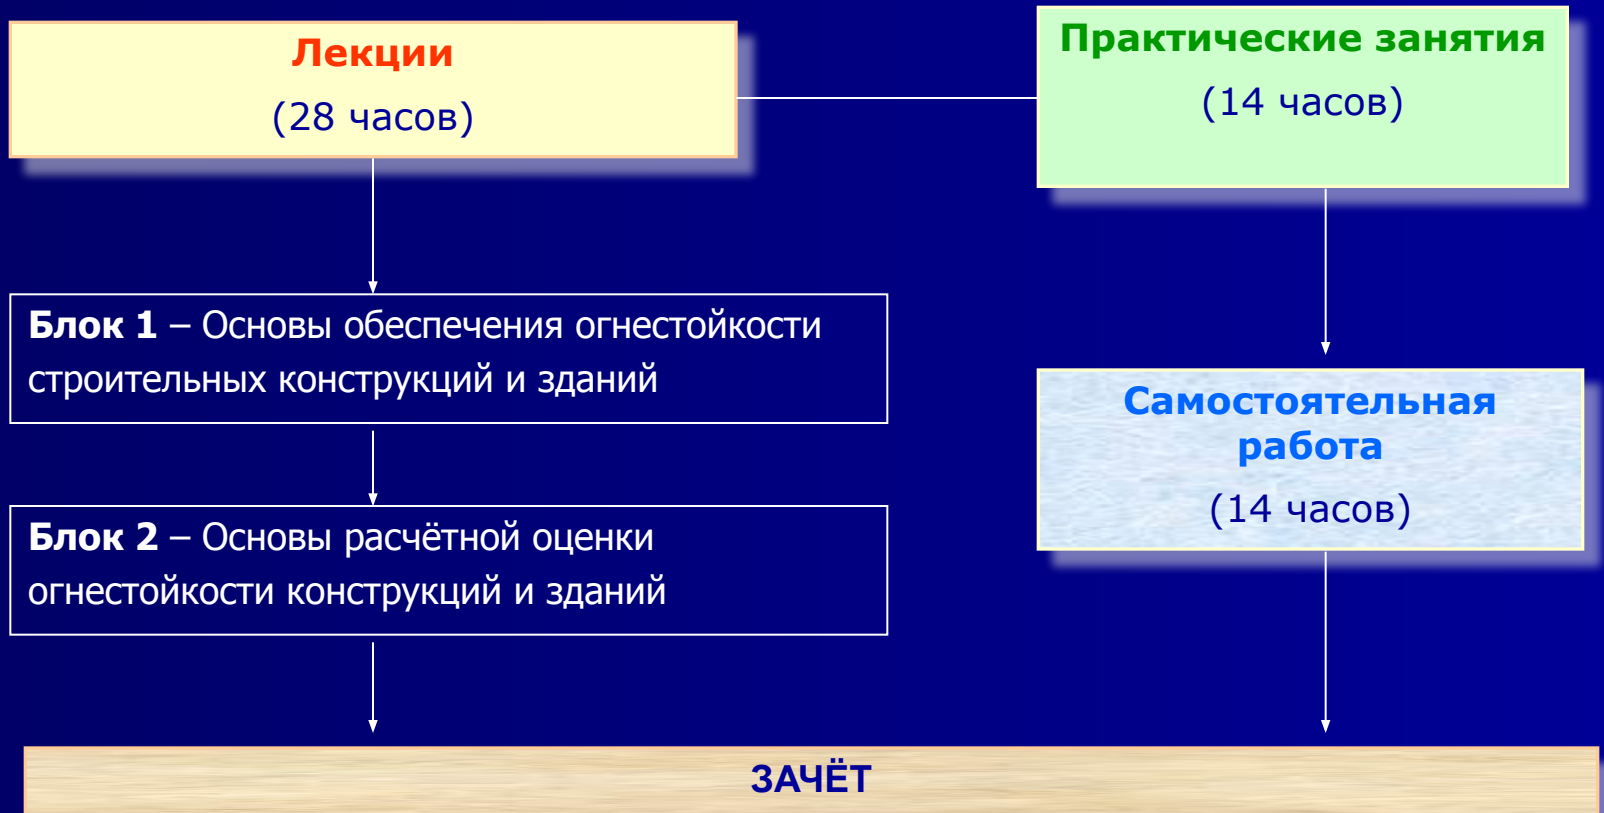 Лекции
(28 часов)
Практические занятия
(14 часов)
Блок 1 – Основы обеспечения огнестойкости
строительных конструкций и зданий
Блок 2 – Основы расчётной оценки
огнестойкости конструкций и зданий
Самостоятельная
работа
(14 часов)
ЗАЧЁТ